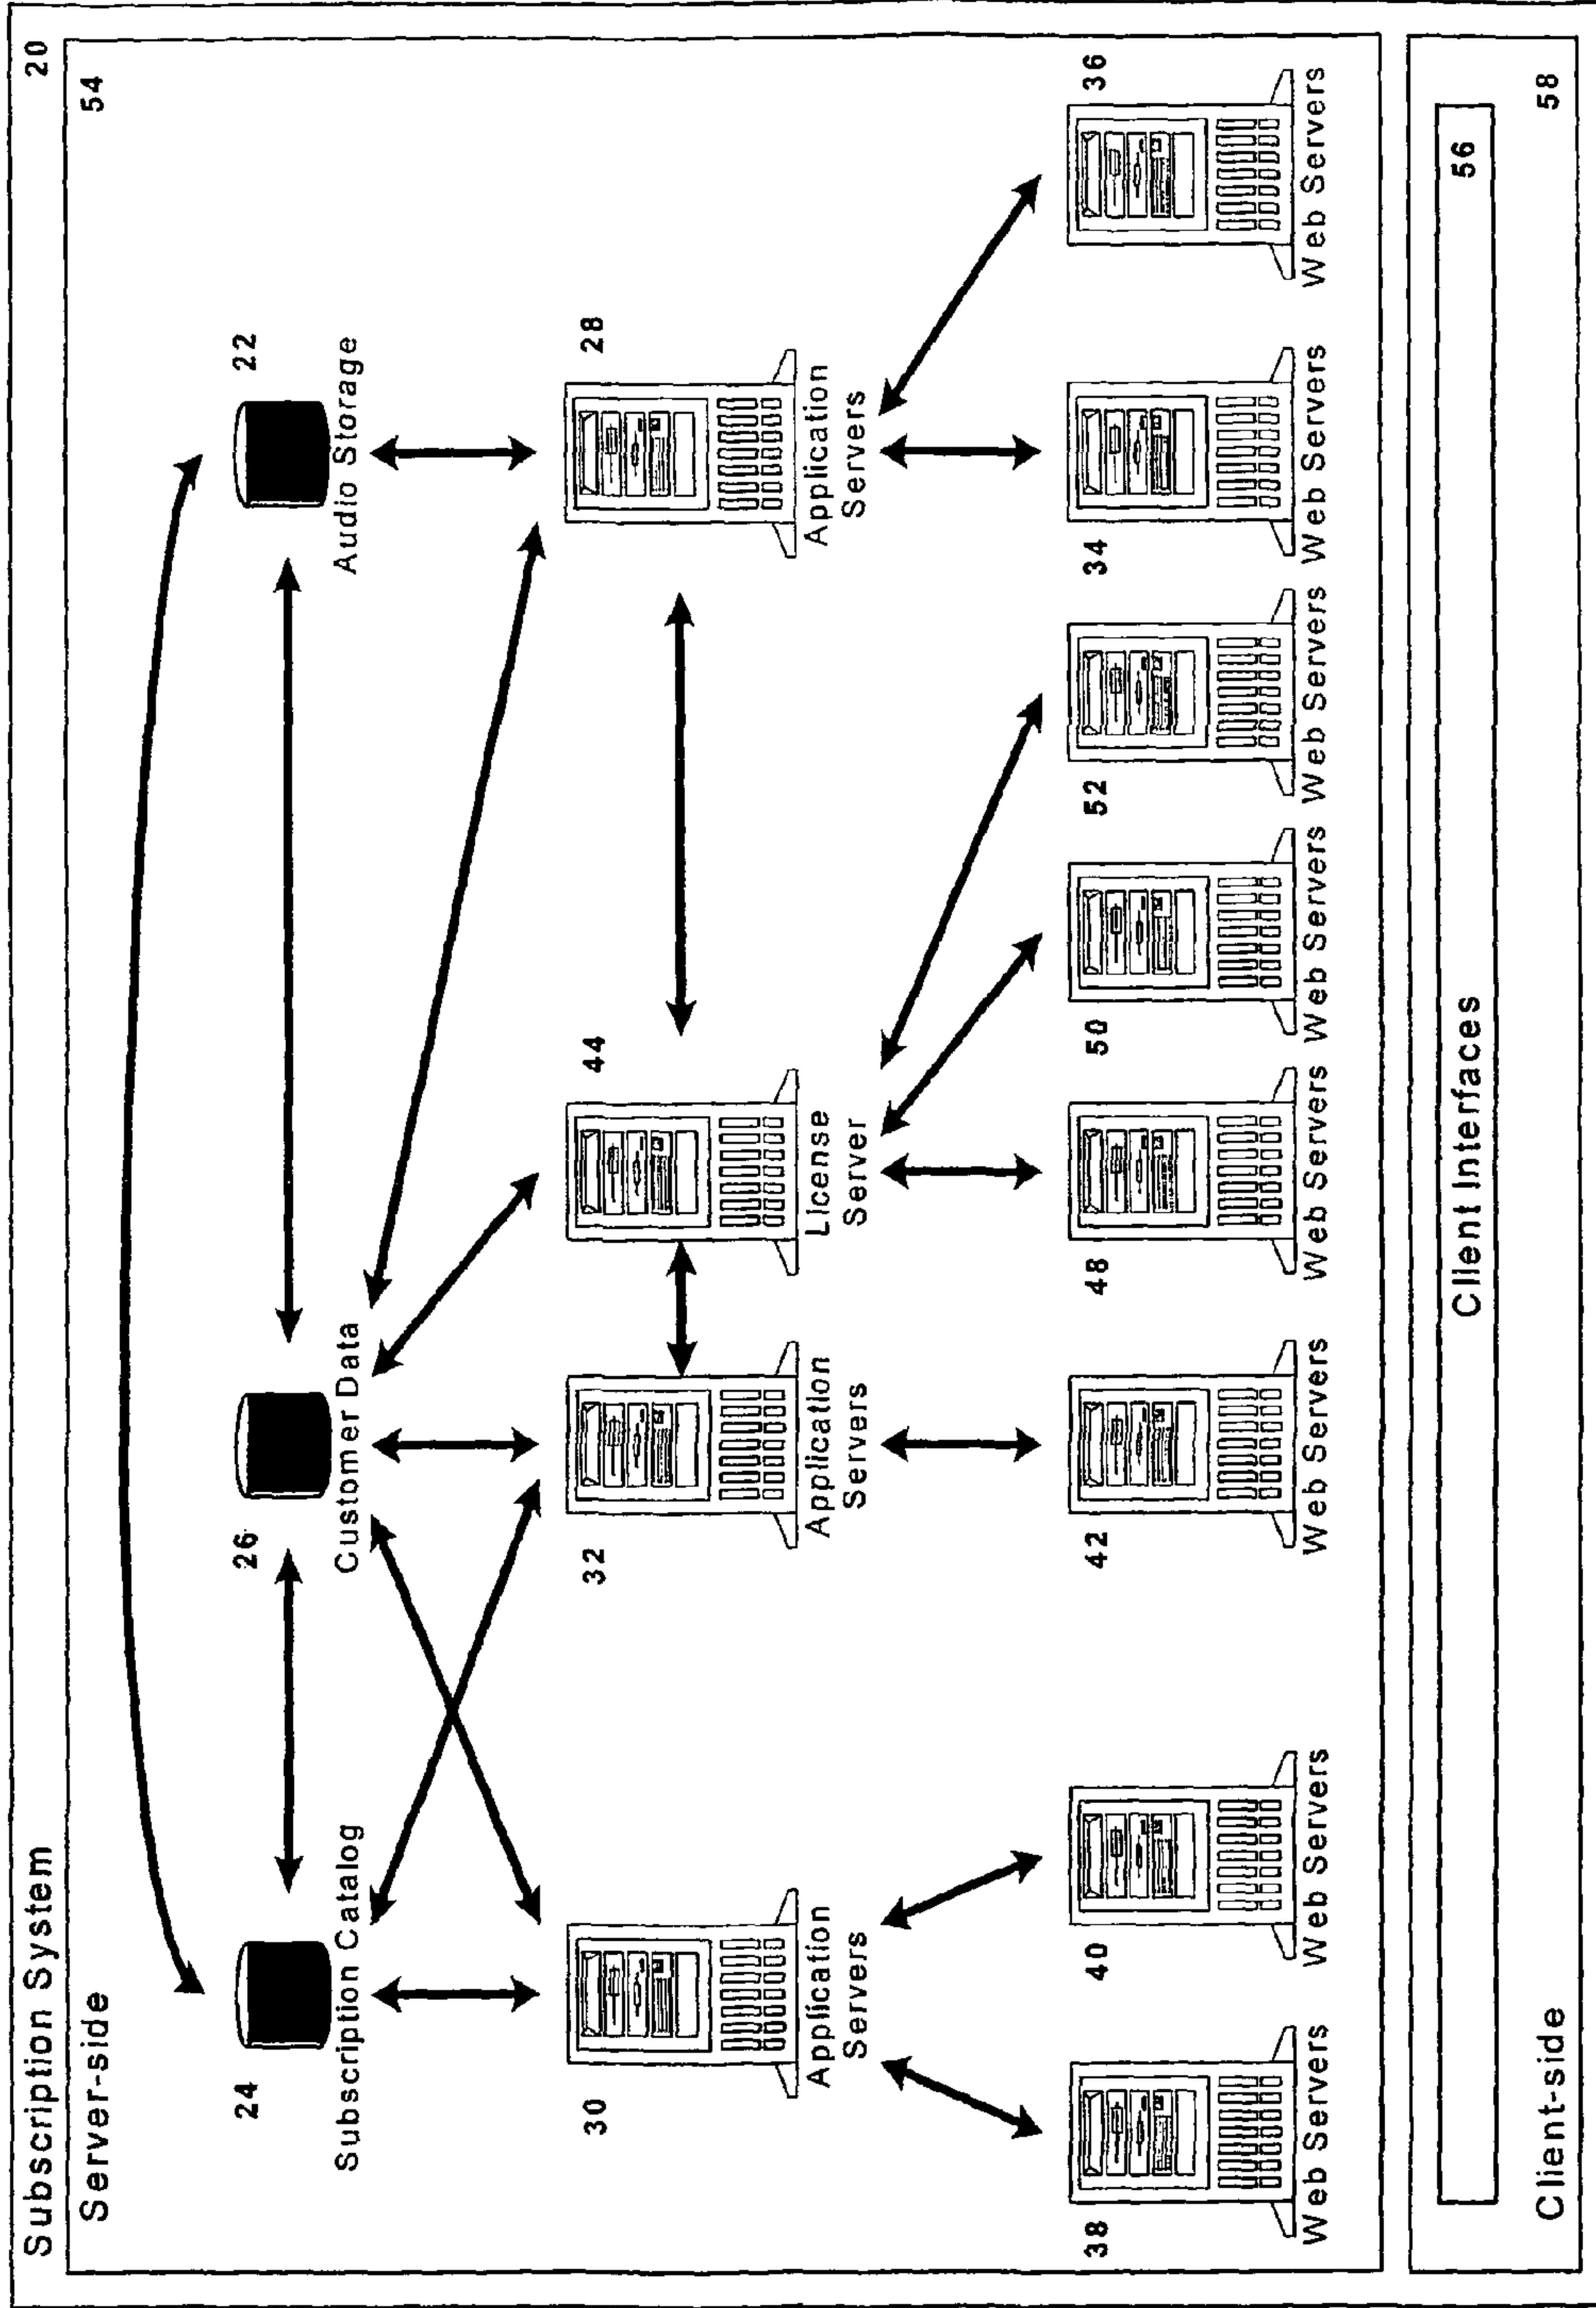 Subscription System
20
Server-side
54
24
Subscription Catalog
26
Customer Data
22
Audio Storage
30
Application
Servers
32
Application
Servers
44
License
Server
28
Application
Servers
38
Web Servers
40
Web Servers
42
Web Servers
48
Web Servers
50
Web Servers
52
Web Servers
34
Web Servers
36
Web Servers
Client Interfaces
56
Client-side
58